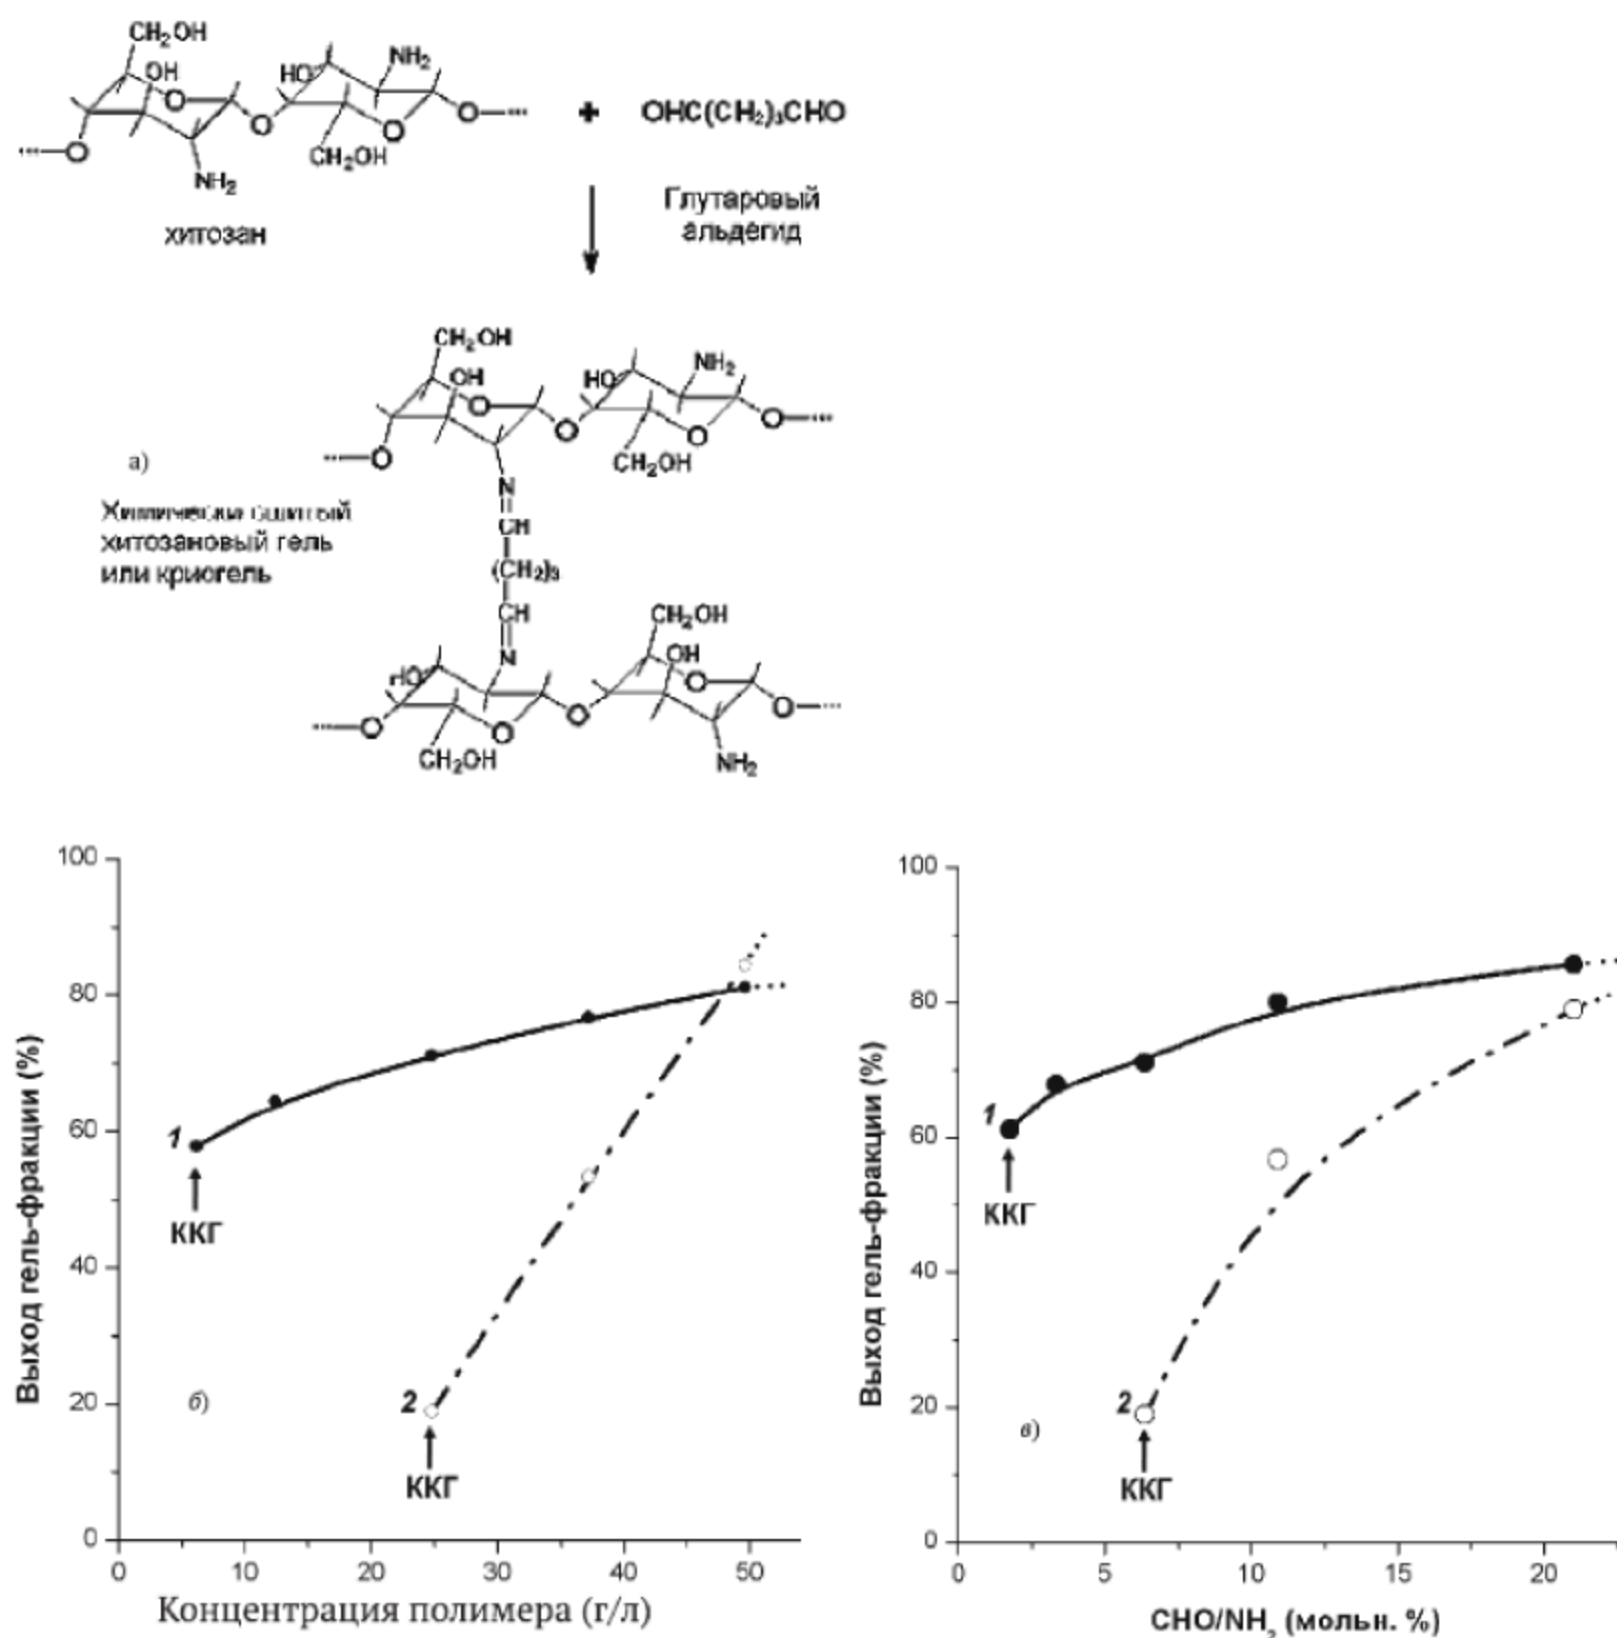 CH₂OH
OH
O
HO
NH₂
O
O
O
O
CH₂OH
NH₂
+
OHC(CH₂)₃CHO
хитозан
Глутаровый
альдегид
CH₂OH
OH
O
HO
NH₂
O
O
O
O
CH₂OH
N
CH
(CH₂)₃
CH
N
а)
Химически сшитый
хитозановый гель
или криогель
HO
O
O
O
CH₂OH
CH₂OH
OH
O
O
NH₂
Выход гель-фракции (%)
100
80
60
40
20
0
1
ККГ
2
ККГ
б)
0 10 20 30 40 50
Концентрация полимера (г/л)
Выход гель-фракции (%)
100
80
60
40
20
0
1
ККГ
2
ККГ
в)
0 5 10 15 20
CHO/NH₂ (мольн. %)